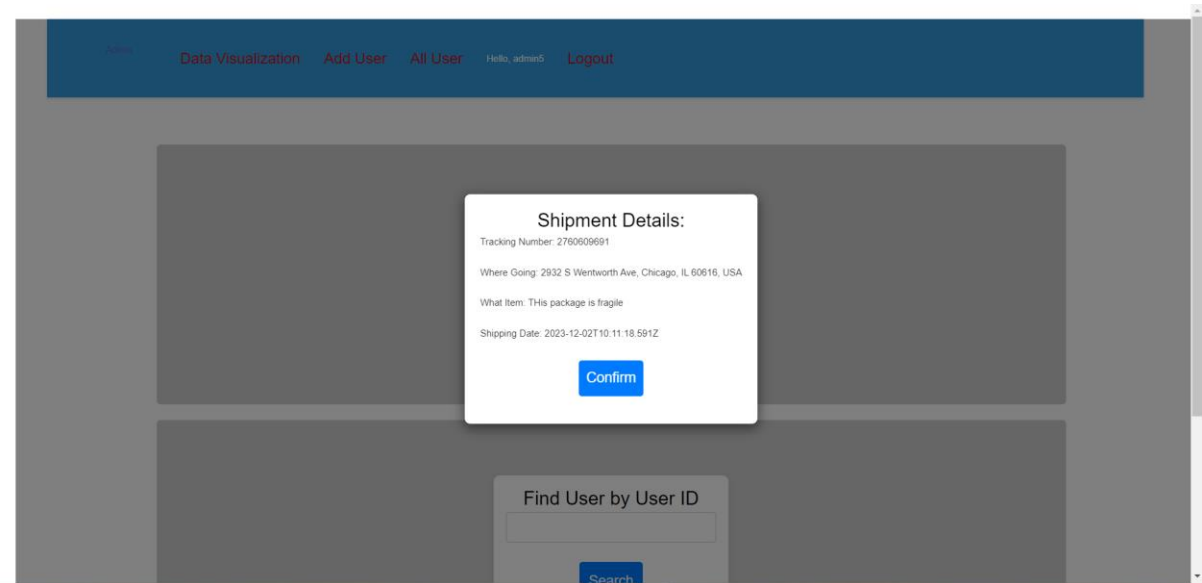 Data Visualization Add User All User Hello, admin5 Logout
Shipment Details:
Tracking Number: 2760609691
Where Going: 2932 S Wentworth Ave, Chicago, IL 60616, USA
What Item: THis package is fragile
Shipping Date: 2023-12-02T10:11:18.591Z
Confirm
Find User by User ID
Search